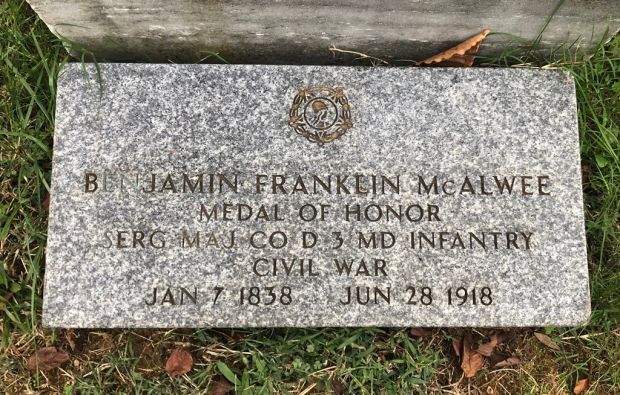 BENJAMIN FRANKLIN McALWEE
MEDAL OF HONOR
SERG MAJ CO D 3 MD INFANTRY
CIVIL WAR
JAN 7 1838 JUN 28 1918